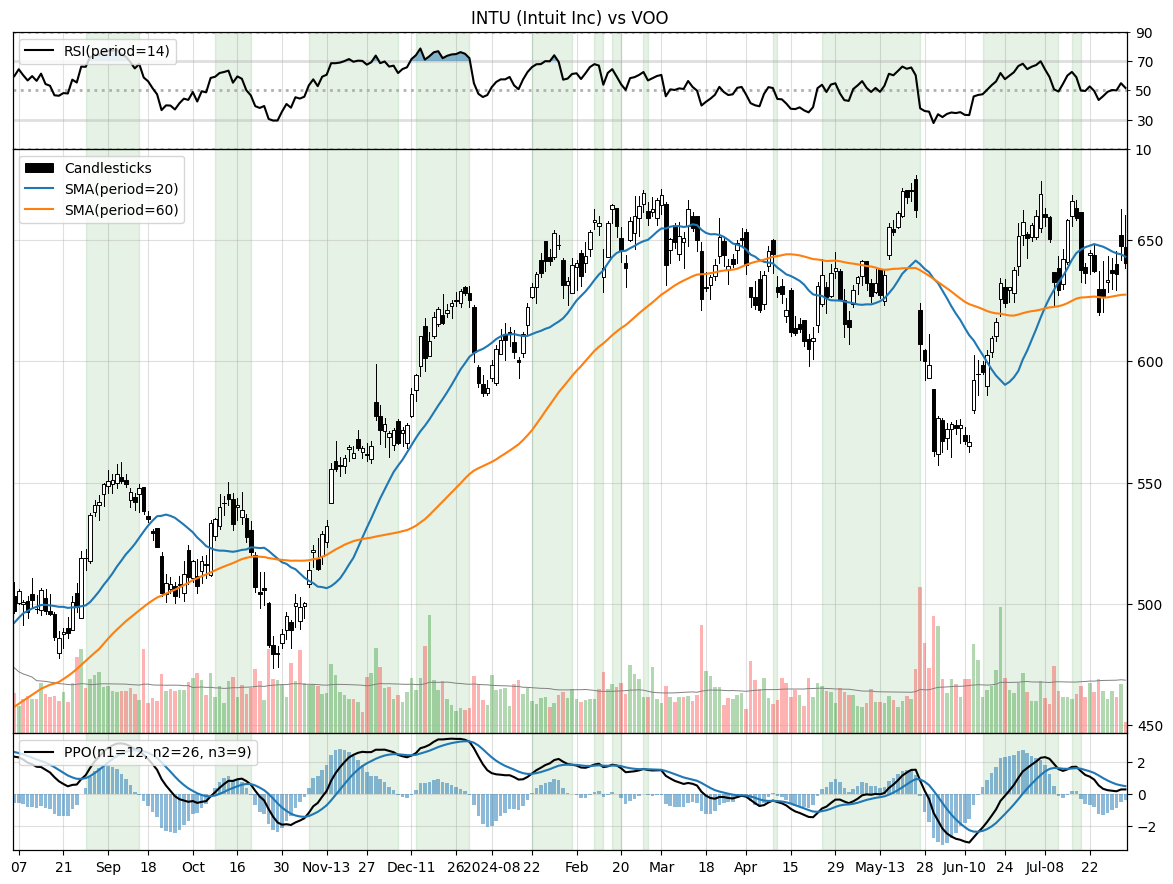 INTU (Intuit Inc) vs VOO
RSI(period=14)
90
70
50
30
10
Candlesticks
SMA(period=20)
SMA(period=60)
650
600
550
500
450
PPO(n1=12, n2=26, n3=9)
2
0
−2
07 21 Sep 18 Oct 16 30 Nov-13 27 Dec-11 26 2024-08 22 Feb 20 Mar 18 Apr 15 29 May-13 28 Jun-10 24 Jul-08 22